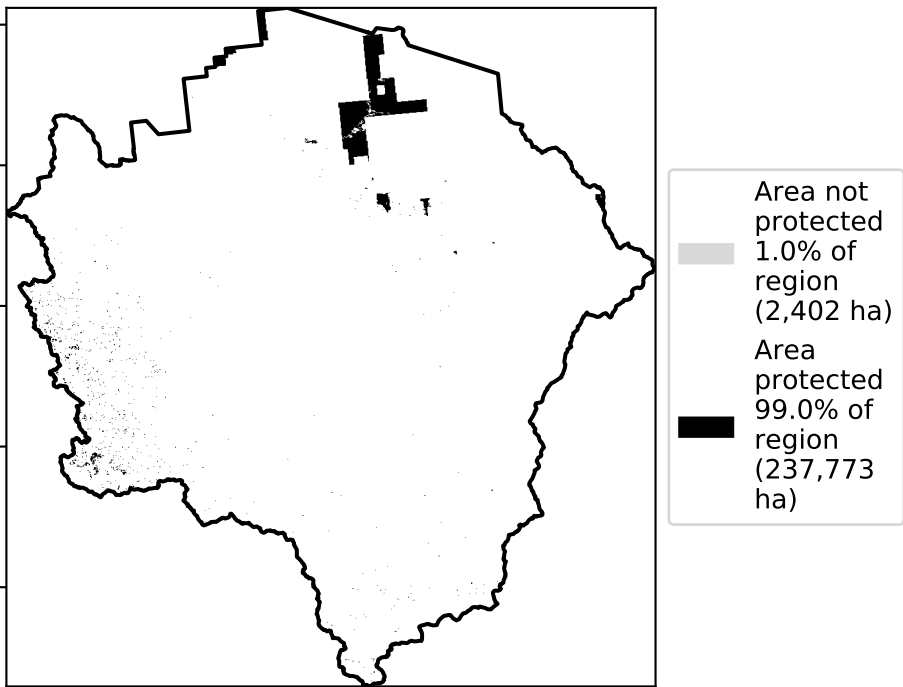 Area not
protected
1.0% of
region
(2,402 ha)
Area
protected
99.0% of
region
(237,773
ha)